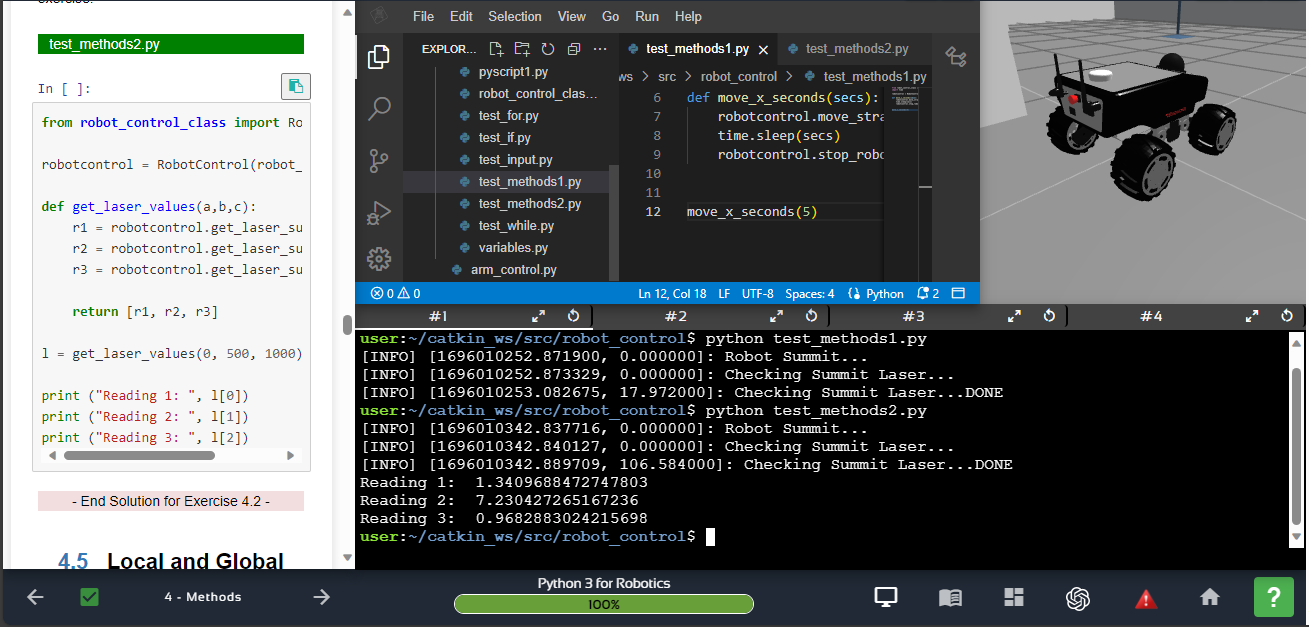 exercise.
test_methods2.py
In [ ]:
from robot_control_class import Ro
robotcontrol = RobotControl(robot_
def get_laser_values(a,b,c):
r1 = robotcontrol.get_laser_su
r2 = robotcontrol.get_laser_su
r3 = robotcontrol.get_laser_su
return [r1, r2, r3]
l = get_laser_values(0, 500, 1000)
print ("Reading 1: ", l[0])
print ("Reading 2: ", l[1])
print ("Reading 3: ", l[2])
- End Solution for Exercise 4.2 -
4.5 Local and Global
File Edit Selection View Go Run Help
EXPLOR...
pyscript1.py
robot_control_clas...
test_for.py
test_if.py
test_input.py
test_methods1.py
test_methods2.py
test_while.py
variables.py
arm_control.py
test_methods1.py test_methods2.py
ws > src > robot_control > test_methods1.py
6 def move_x_seconds(secs):
7 robotcontrol.move_stra
8 time.sleep(secs)
9 robotcontrol.stop_robo
10
11
12 move_x_seconds(5)
0 0 Ln 12, Col 18 LF UTF-8 Spaces: 4 Python 2
#1 #2 #3 #4
user:~/catkin_ws/src/robot_control$ python test_methods1.py
[INFO] [1696010252.871900, 0.000000]: Robot Summit...
[INFO] [1696010252.873329, 0.000000]: Checking Summit Laser...
[INFO] [1696010253.082675, 17.972000]: Checking Summit Laser...DONE
user:~/catkin_ws/src/robot_control$ python test_methods2.py
[INFO] [1696010342.837716, 0.000000]: Robot Summit...
[INFO] [1696010342.840127, 0.000000]: Checking Summit Laser...
[INFO] [1696010342.889709, 106.584000]: Checking Summit Laser...DONE
Reading 1:  1.3409688472747803
Reading 2:  7.230427265167236
Reading 3:  0.9682883024215698
user:~/catkin_ws/src/robot_control$
4 - Methods
Python 3 for Robotics
100%
?